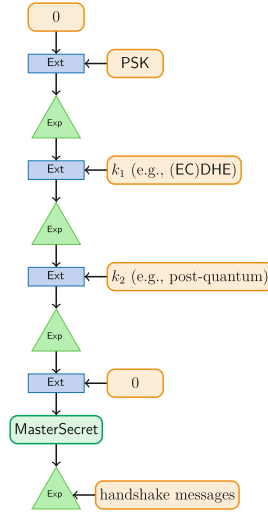 0
Ext
PSK
Exp
Ext
k₁ (e.g., (EC)DHE)
Exp
Ext
k₂ (e.g., post-quantum)
Exp
Ext
0
MasterSecret
Exp
handshake messages